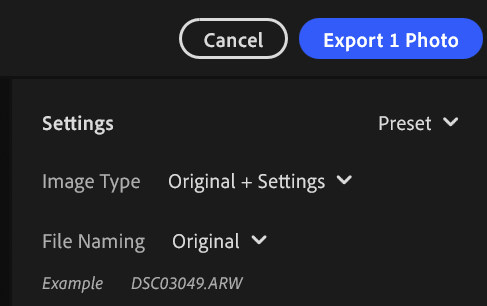 Cancel Export 1 Photo
Settings Preset
Image Type Original + Settings
File Naming Original
Example DSC03049.ARW